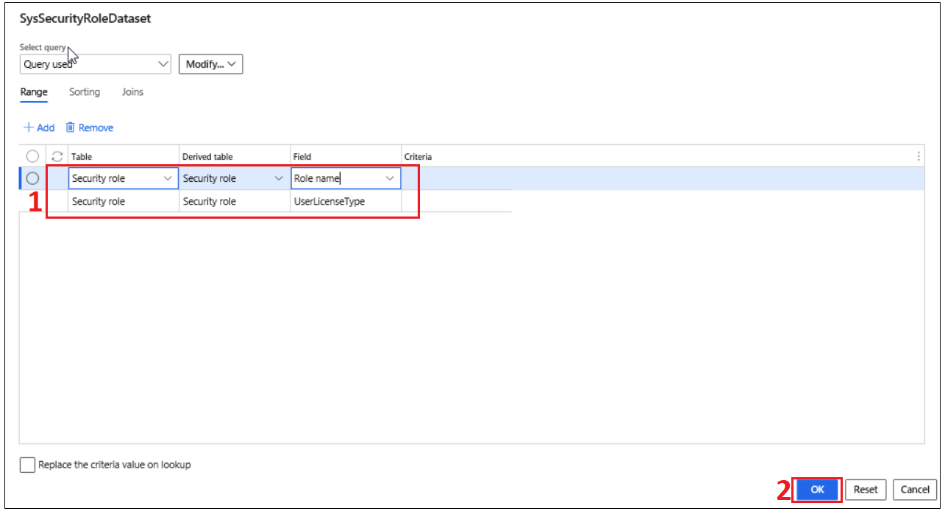 SysSecurityRoleDataset
Select query
Query used
Modify...
Range Sorting Joins
+ Add Remove
Table Derived table Field Criteria
Security role Security role Role name
1
Security role Security role UserLicenseType
Replace the criteria value on lookup
2 OK Reset Cancel